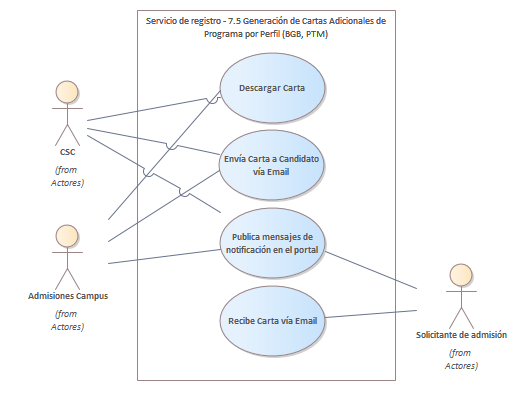 Servicio de registro - 7.5 Generación de Cartas Adicionales de
Programa por Perfil (BGB, PTM)
Descargar Carta
CSC
(from
Actores)
Envía Carta a Candidato
vía Email
Publica mensajes de
notificación en el portal
Admisiones Campus
(from
Actores)
Recibe Carta vía Email
Solicitante de admisión
(from
Actores)